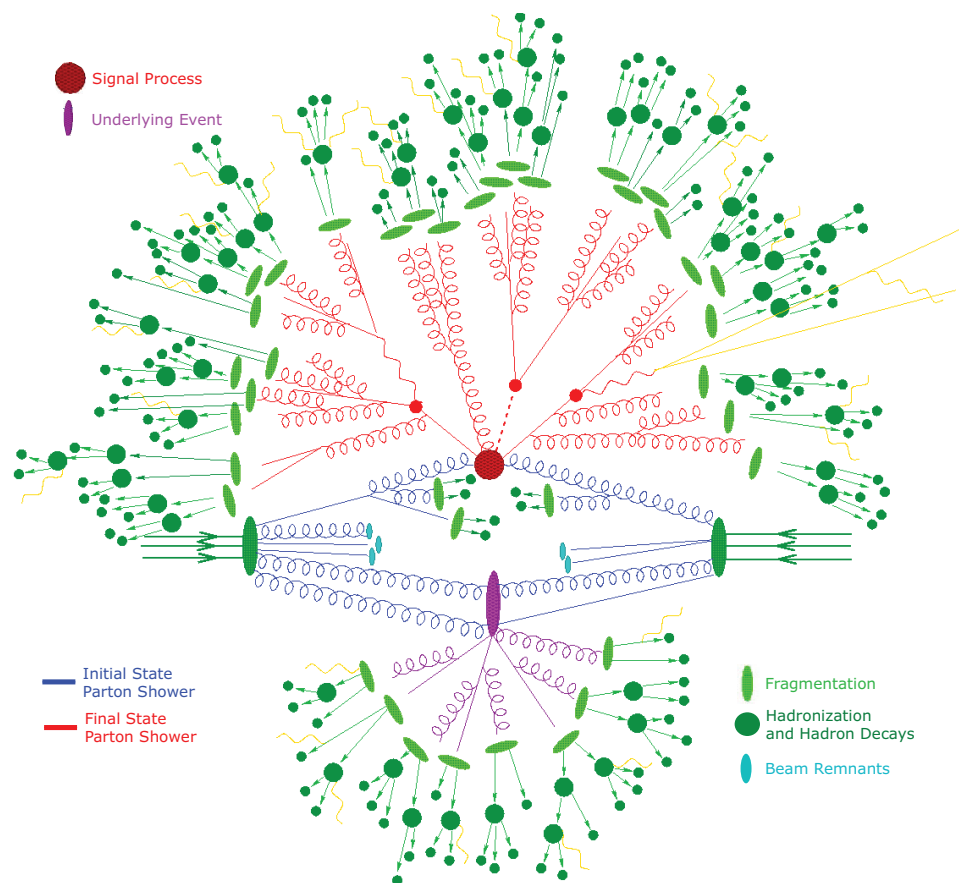 Signal Process
Underlying Event
Initial State
Parton Shower
Final State
Parton Shower
Fragmentation
Hadronization
and Hadron Decays
Beam Remnants